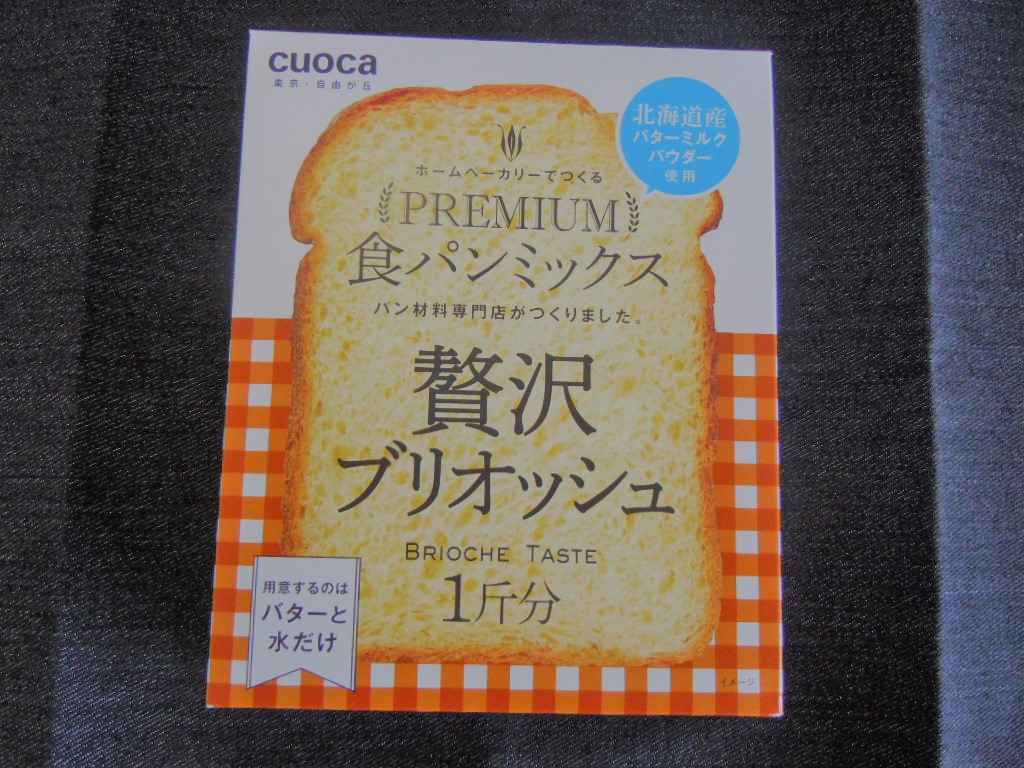 cuoca
東京・自由が丘
北海道産
バターミルク
パウダー
使用
ホームベーカリーでつくる
PREMIUM
食パンミックス
パン材料専門店がつくりました。
贅沢
ブリオッシュ
BRIOCHE TASTE
1斤分
用意するのは
バターと
水だけ
イメージ